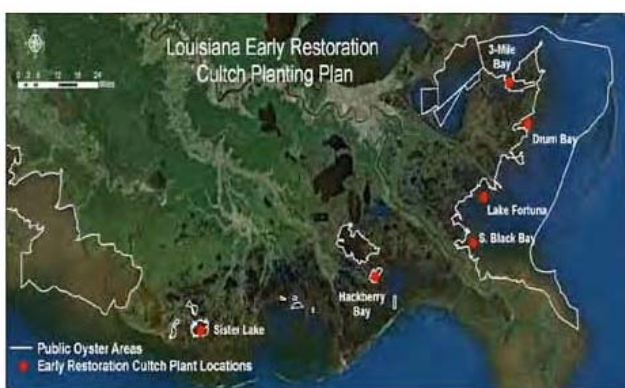 Louisiana Early Restoration
Cultch Planting Plan
3-Mile
Bay
Drum Bay
Lake Fortuna
S. Black Bay
Hackberry
Bay
Sister Lake
Public Oyster Areas
Early Restoration Cultch Plant Locations